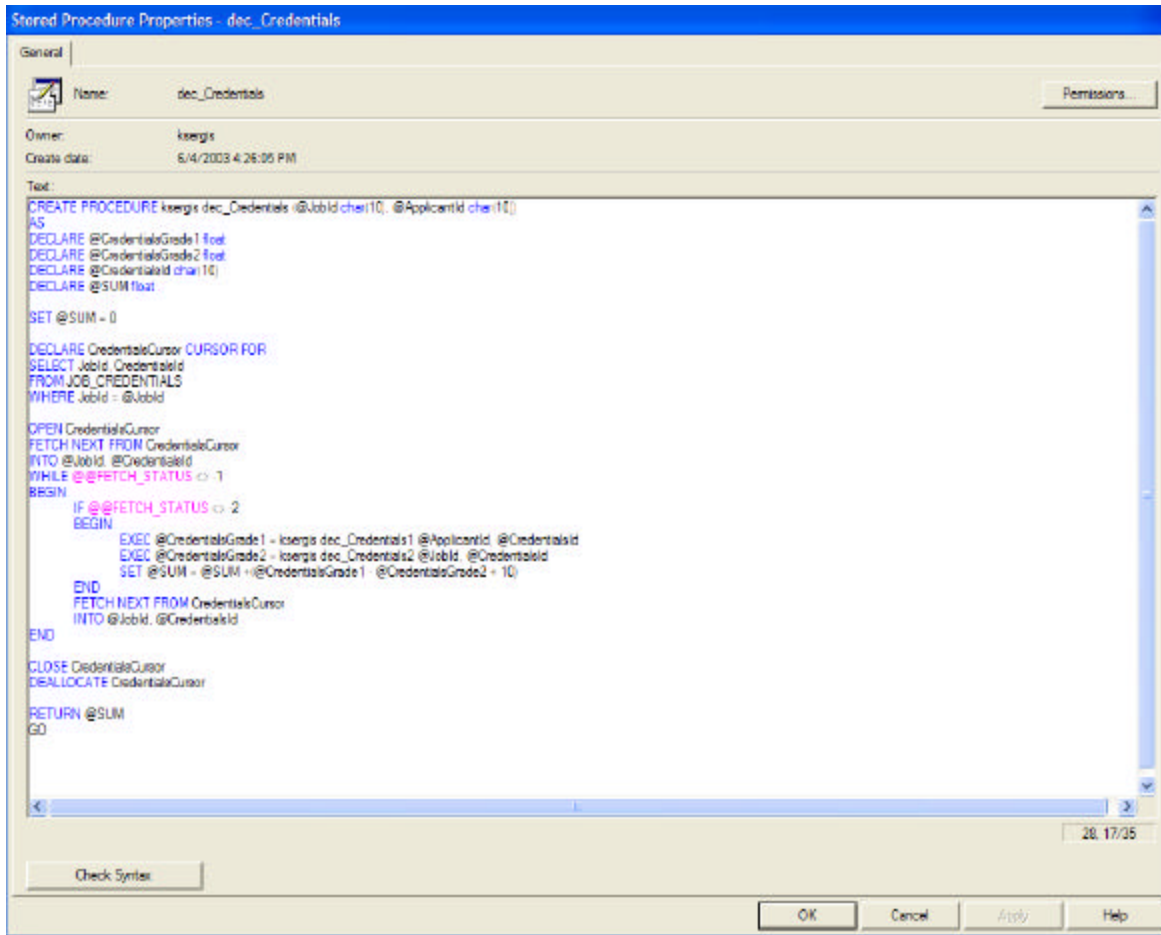 Stored Procedure Properties - dec_Credentials
General
Name: dec_Credentials Permissions...
Owner: ksergis
Create date: 6/4/2003 4:26:05 PM
Text:
CREATE PROCEDURE ksergis.dec_Credentials (@JobId char(10), @ApplicantId char(10))
AS
DECLARE @CredentialsGrade1 float
DECLARE @CredentialsGrade2 float
DECLARE @CredentialsId char(10)
DECLARE @SUM float
SET @SUM = 0
DECLARE CredentialsCursor CURSOR FOR
SELECT JobId, CredentialsId
FROM JOB_CREDENTIALS
WHERE JobId = @JobId
OPEN CredentialsCursor
FETCH NEXT FROM CredentialsCursor
INTO @JobId, @CredentialsId
WHILE @@FETCH_STATUS <> -1
BEGIN
IF @@FETCH_STATUS <> -2
BEGIN
EXEC @CredentialsGrade1 = ksergis.dec_Credentials1 @ApplicantId, @CredentialsId
EXEC @CredentialsGrade2 = ksergis.dec_Credentials2 @JobId, @CredentialsId
SET @SUM = @SUM +(@CredentialsGrade1 - @CredentialsGrade2 + 10)
END
FETCH NEXT FROM CredentialsCursor
INTO @JobId, @CredentialsId
END
CLOSE CredentialsCursor
DEALLOCATE CredentialsCursor
RETURN @SUM
GO
28, 17/35
Check Syntax
OK Cancel Apply Help